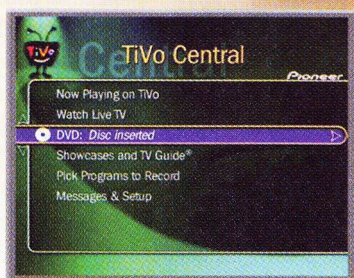 TiVo
TiVo Central
Central
Pioneer
Now Playing on TiVo
Watch Live TV
DVD: Disc inserted
Showcases and TV Guide®
Pick Programs to Record
Messages & Setup